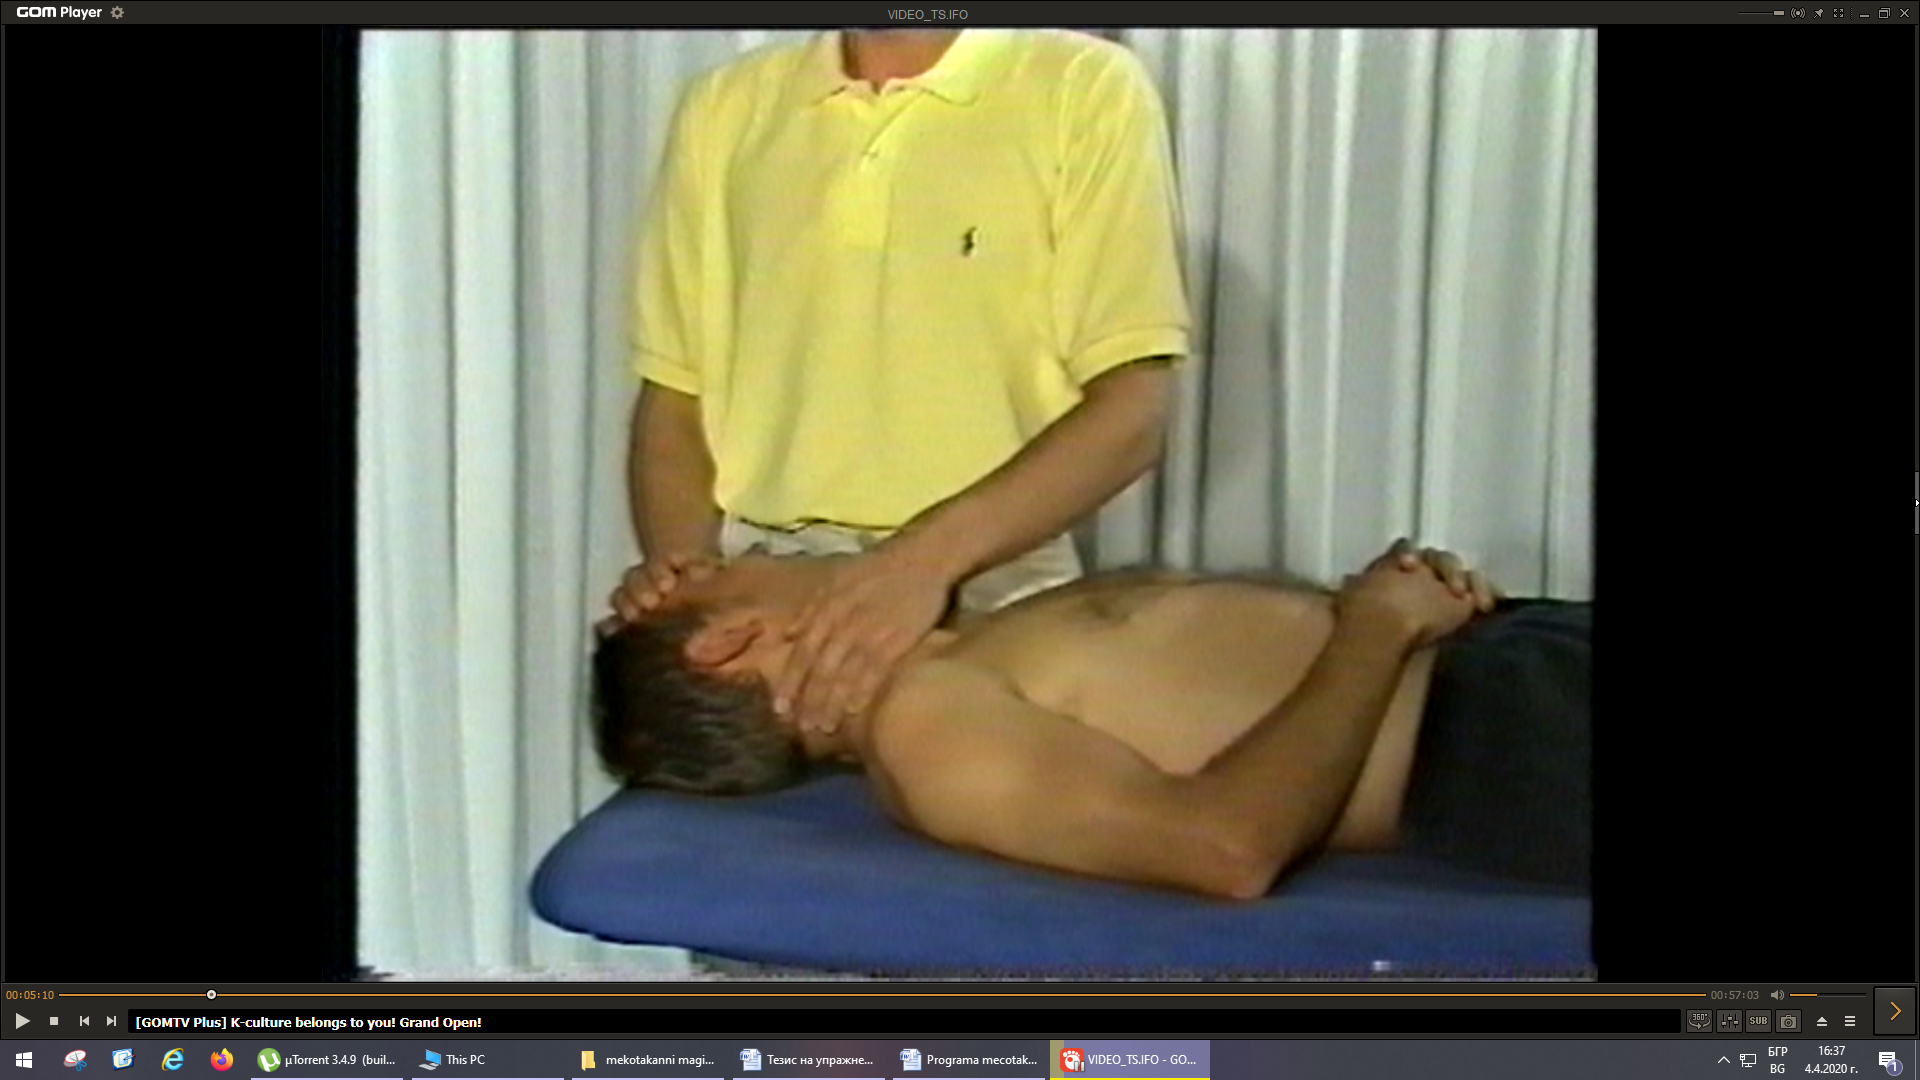 GOM Player
VIDEO_TS.IFO
00:05:10
00:57:03
[GOMTV Plus] K-culture belongs to you! Grand Open!
360°
SUB
µTorrent 3.4.9 (buil...
This PC
mekotakanni magi...
Тезис на упражне...
Programa mecotak...
VIDEO_TS.IFO - GO...
БГР
BG
16:37
4.4.2020 г.
1